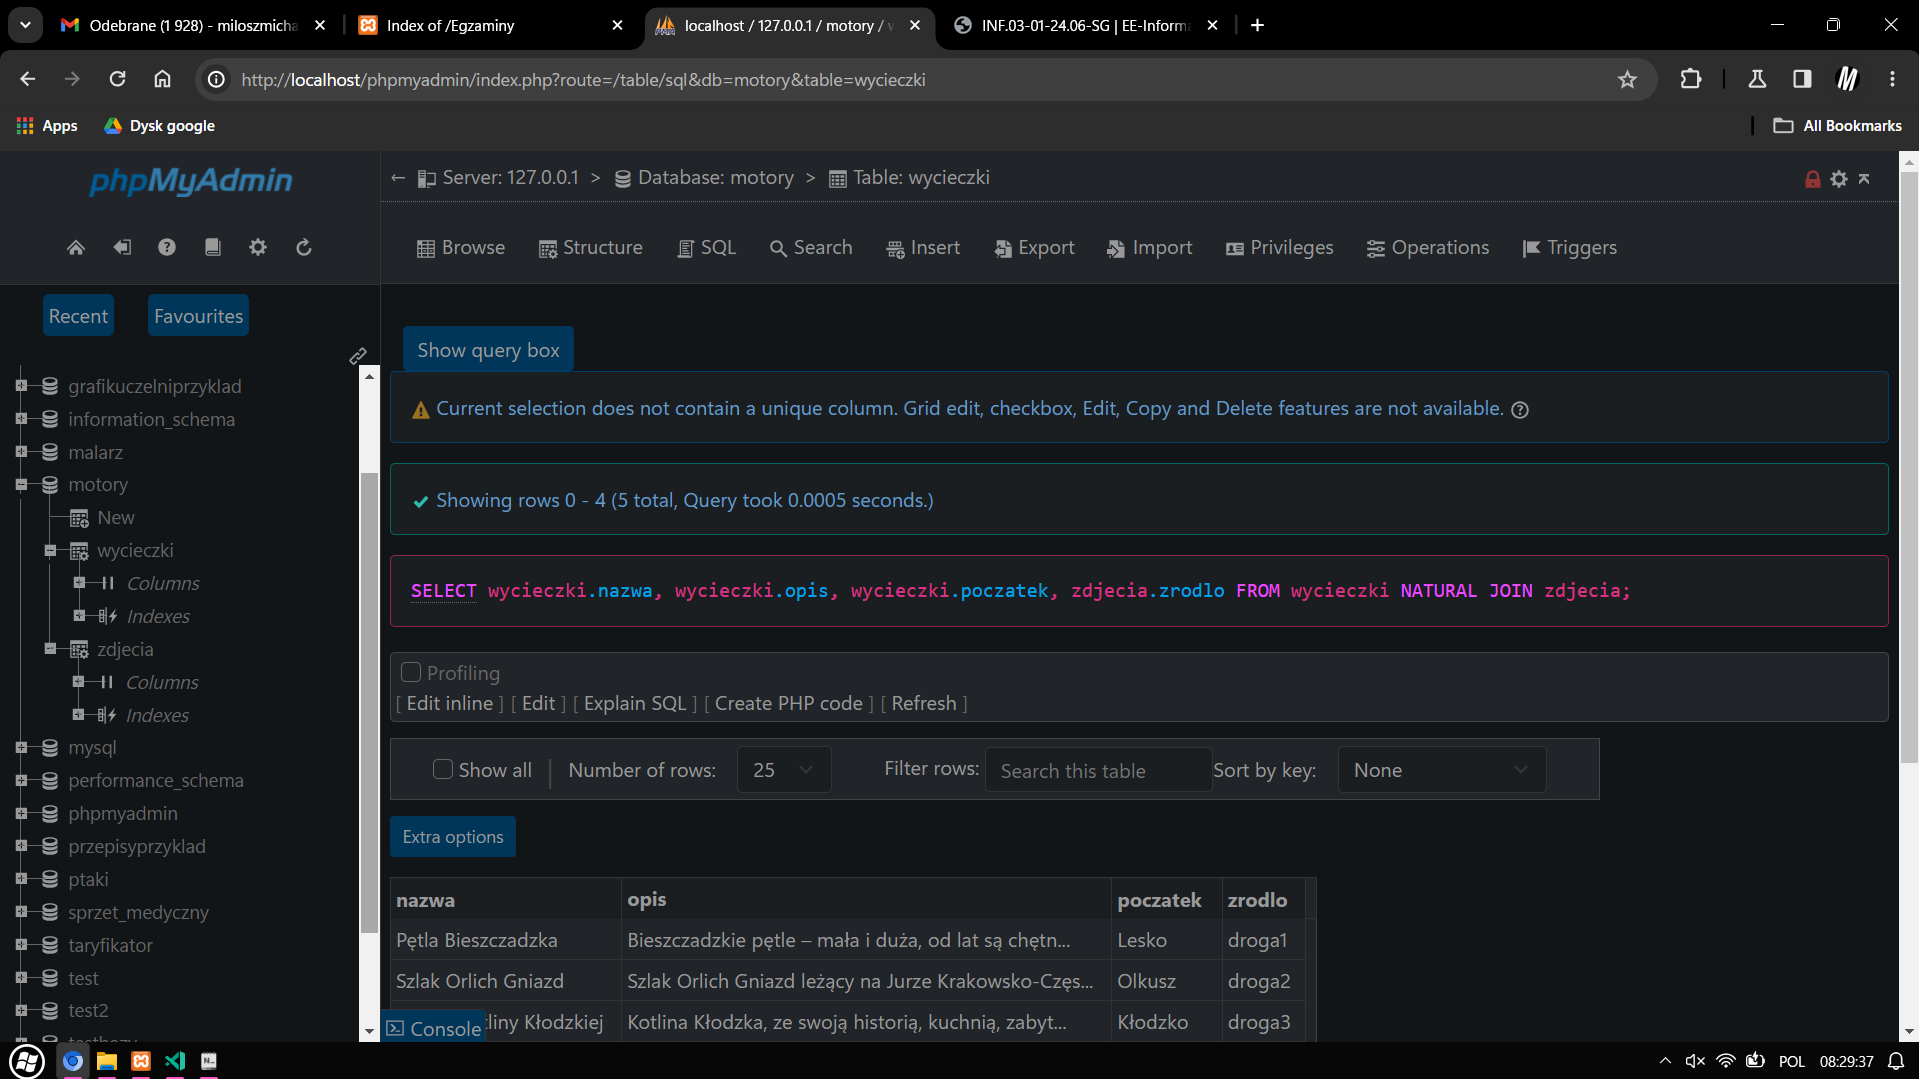 Odebrane (1 928) - miloszmicha
Index of /Egzaminy
localhost / 127.0.0.1 / motory / w
INF.03-01-24.06-SG | EE-Informa
http://localhost/phpmyadmin/index.php?route=/table/sql&db=motory&table=wycieczki
Apps
Dysk google
All Bookmarks
phpMyAdmin
Recent
Favourites
grafikuczelniprzyklad
information_schema
malarz
motory
New
wycieczki
Columns
Indexes
zdjecia
Columns
Indexes
mysql
performance_schema
phpmyadmin
przepisyprzyklad
ptaki
sprzet_medyczny
taryfikator
test
test2
Server: 127.0.0.1 > Database: motory > Table: wycieczki
Browse Structure SQL Search Insert Export Import Privileges Operations Triggers
Show query box
Current selection does not contain a unique column. Grid edit, checkbox, Edit, Copy and Delete features are not available.
Showing rows 0 - 4 (5 total, Query took 0.0005 seconds.)
SELECT wycieczki.nazwa, wycieczki.opis, wycieczki.poczatek, zdjecia.zrodlo FROM wycieczki NATURAL JOIN zdjecia;
Profiling
[ Edit inline ] [ Edit ] [ Explain SQL ] [ Create PHP code ] [ Refresh ]
Show all | Number of rows: 25 Filter rows: Search this table Sort by key: None
Extra options
nazwa opis poczatek zrodlo
Pętla Bieszczadzka Bieszczadzkie pętle – mała i duża, od lat są chętn... Lesko droga1
Szlak Orlich Gniazd Szlak Orlich Gniazd leżący na Jurze Krakowsko-Częs... Olkusz droga2
tliny Kłodzkiej Kotlina Kłodzka, ze swoją historią, kuchnią, zabyt... Kłodzko droga3
Console
POL
08:29:37